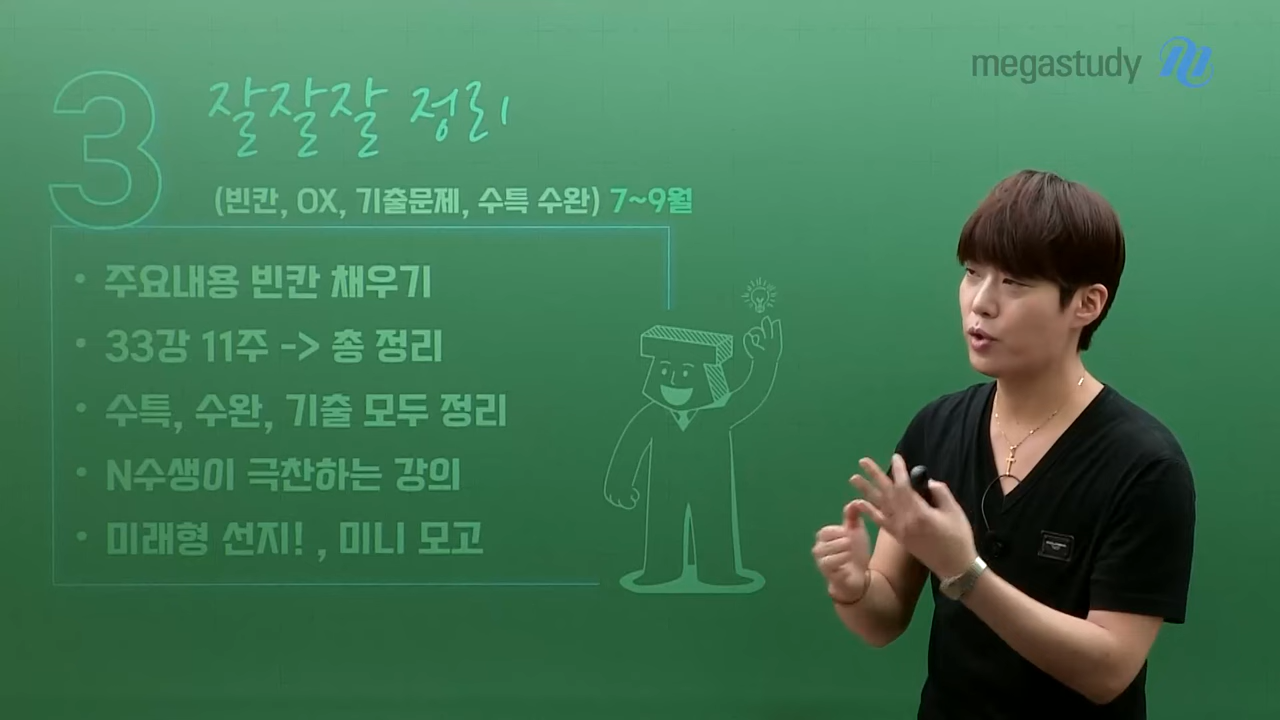 megastudy
3
잘잘잘 정리
(빈칸, OX, 기출문제, 수특 수완) 7~9월
• 주요내용 빈칸 채우기
• 33강 11주 -> 총 정리
• 수특, 수완, 기출 모두 정리
• N수생이 극찬하는 강의
• 미래형 선지! , 미니 모고